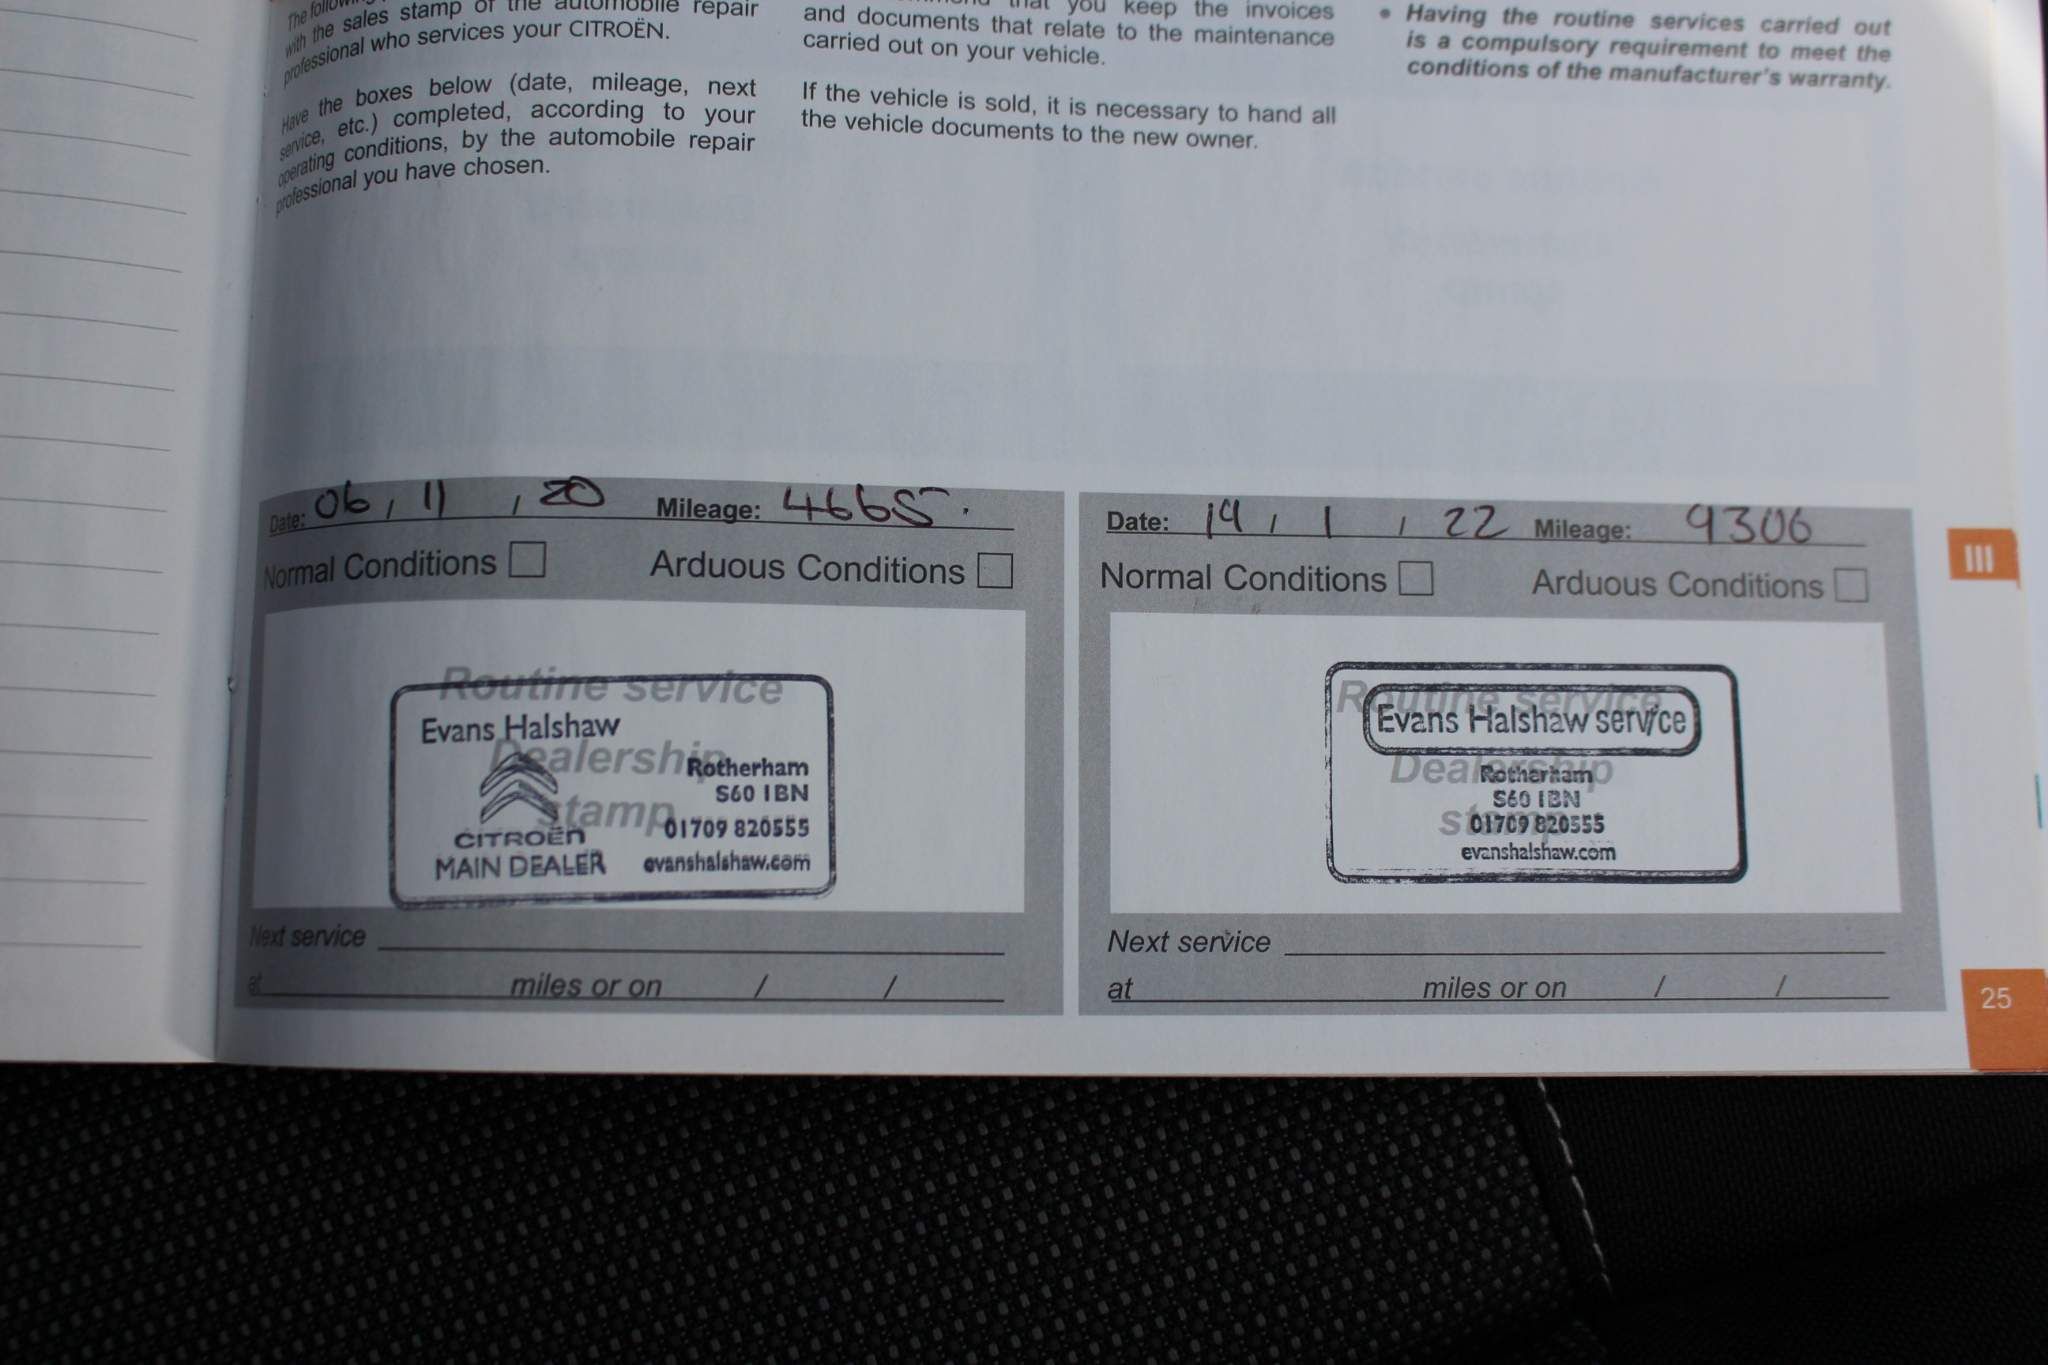 The following
with the sales stamp of the automobile repair
professional who services your CITROËN.
Have the boxes below (date, mileage, next
service, etc.) completed, according to your
operating conditions, by the automobile repair
professional you have chosen.
that you keep the invoices
and documents that relate to the maintenance
carried out on your vehicle.
If the vehicle is sold, it is necessary to hand all
the vehicle documents to the new owner.
• Having the routine services carried out
is a compulsory requirement to meet the
conditions of the manufacturer's warranty.
Date: 06 / 11 / 20 Mileage: 4665.
Normal Conditions Arduous Conditions
Routine service
Dealership
stamp
Evans Halshaw
CITROËN
MAIN DEALER
Rotherham
S60 1BN
01709 820555
evanshalshaw.com
Next service
at miles or on / /
Date: 19 / 1 / 22 Mileage: 9306
Normal Conditions Arduous Conditions
Routine service
Dealership
stamp
Evans Halshaw service
Rotherham
S60 1BN
01709 820555
evanshalshaw.com
Next service
at miles or on / /
III
25